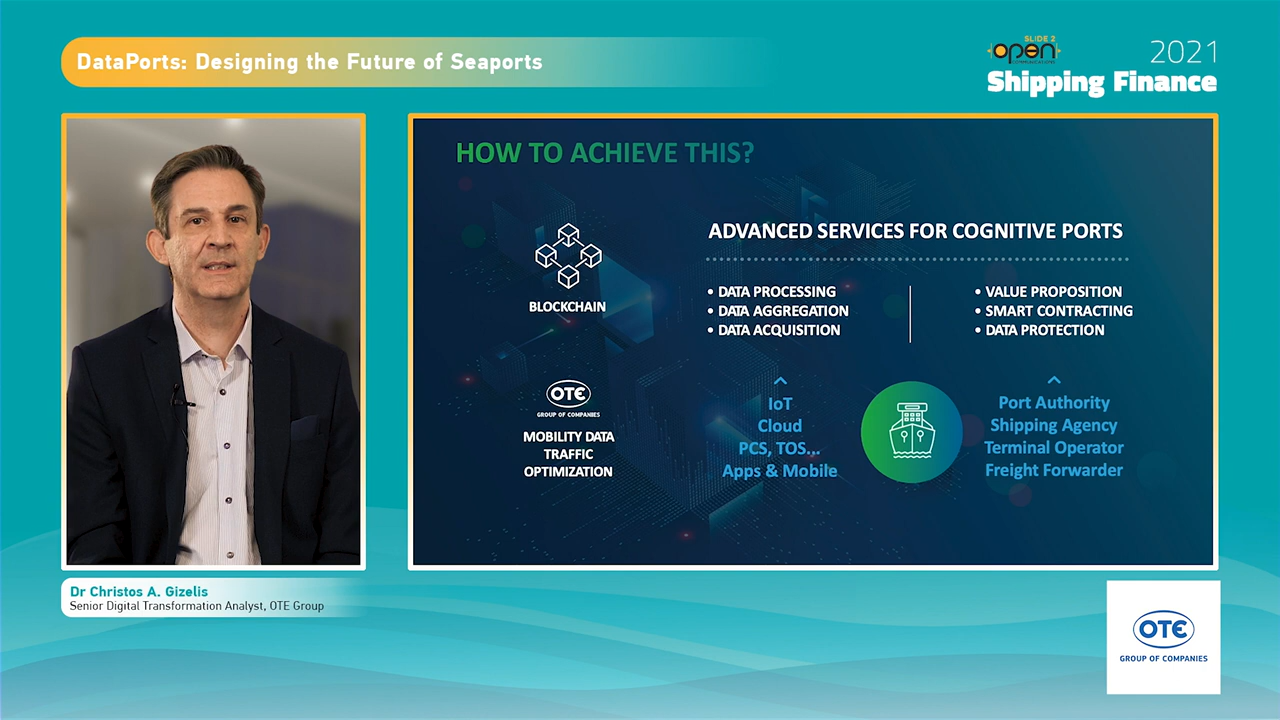 DataPorts: Designing the Future of Seaports
SLIDE 2
open
COMMUNICATIONS
2021
Shipping Finance
HOW TO ACHIEVE THIS?
BLOCKCHAIN
ADVANCED SERVICES FOR COGNITIVE PORTS
• DATA PROCESSING
• DATA AGGREGATION
• DATA ACQUISITION
• VALUE PROPOSITION
• SMART CONTRACTING
• DATA PROTECTION
OTE
GROUP OF COMPANIES
MOBILITY DATA
TRAFFIC
OPTIMIZATION
IoT
Cloud
PCS, TOS...
Apps & Mobile
Port Authority
Shipping Agency
Terminal Operator
Freight Forwarder
Dr Christos A. Gizelis
Senior Digital Transformation Analyst, OTE Group
OTE
GROUP OF COMPANIES